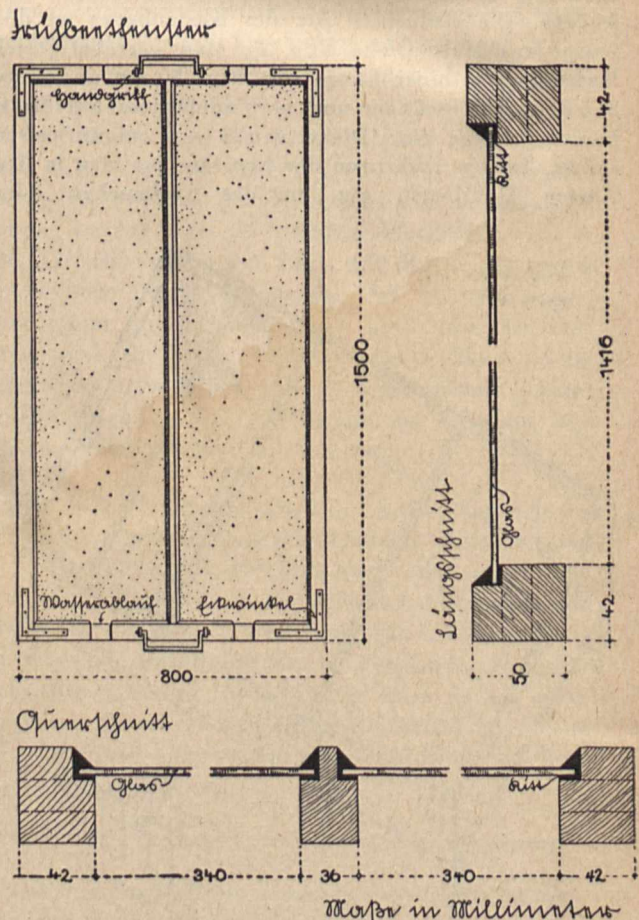 Frühbeetfenster
Handgriff
42
Kitt
1500
1416
Längsschnitt
Glas
Wasserablauf
Eckwinkel
42
800
50
Querschnitt
Glas
Kitt
42
340
36
340
42
Maße in Millimeter